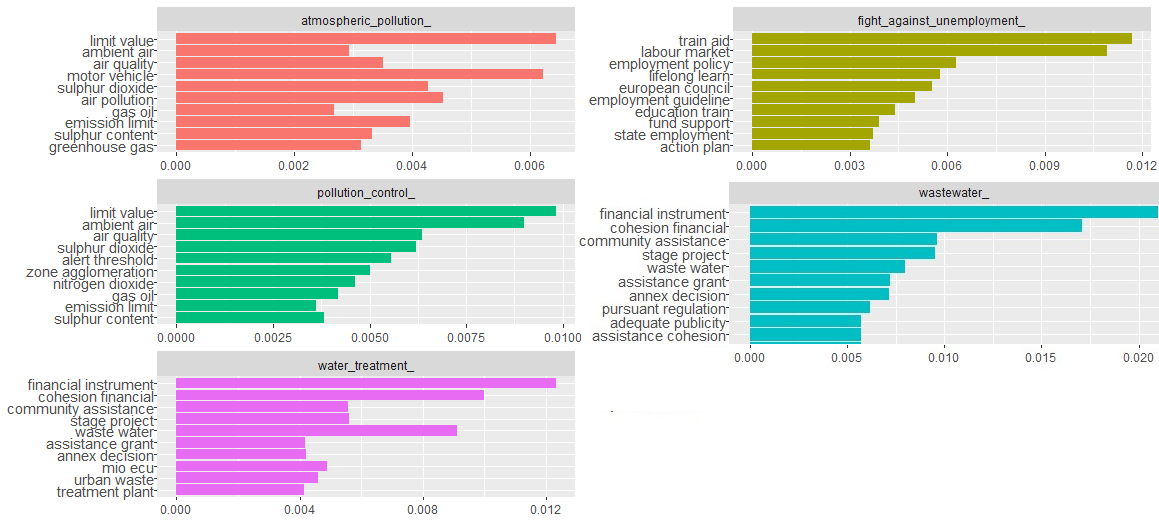 atmospheric_pollution_
limit value
ambient air
air quality
motor vehicle
sulphur dioxide
air pollution
gas oil
emission limit
sulphur content
greenhouse gas
0.000 0.002 0.004 0.006
fight_against_unemployment_
train aid
labour market
employment policy
lifelong learn
european council
employment guideline
education train
fund support
state employment
action plan
0.000 0.003 0.006 0.009 0.012
pollution_control_
limit value
ambient air
air quality
sulphur dioxide
alert threshold
zone agglomeration
nitrogen dioxide
gas oil
emission limit
sulphur content
0.0000 0.0025 0.0050 0.0075 0.0100
wastewater_
financial instrument
cohesion financial
community assistance
stage project
waste water
assistance grant
annex decision
pursuant regulation
adequate publicity
assistance cohesion
0.000 0.005 0.010 0.015 0.020
water_treatment_
financial instrument
cohesion financial
community assistance
stage project
waste water
assistance grant
annex decision
mio ecu
urban waste
treatment plant
0.000 0.004 0.008 0.012